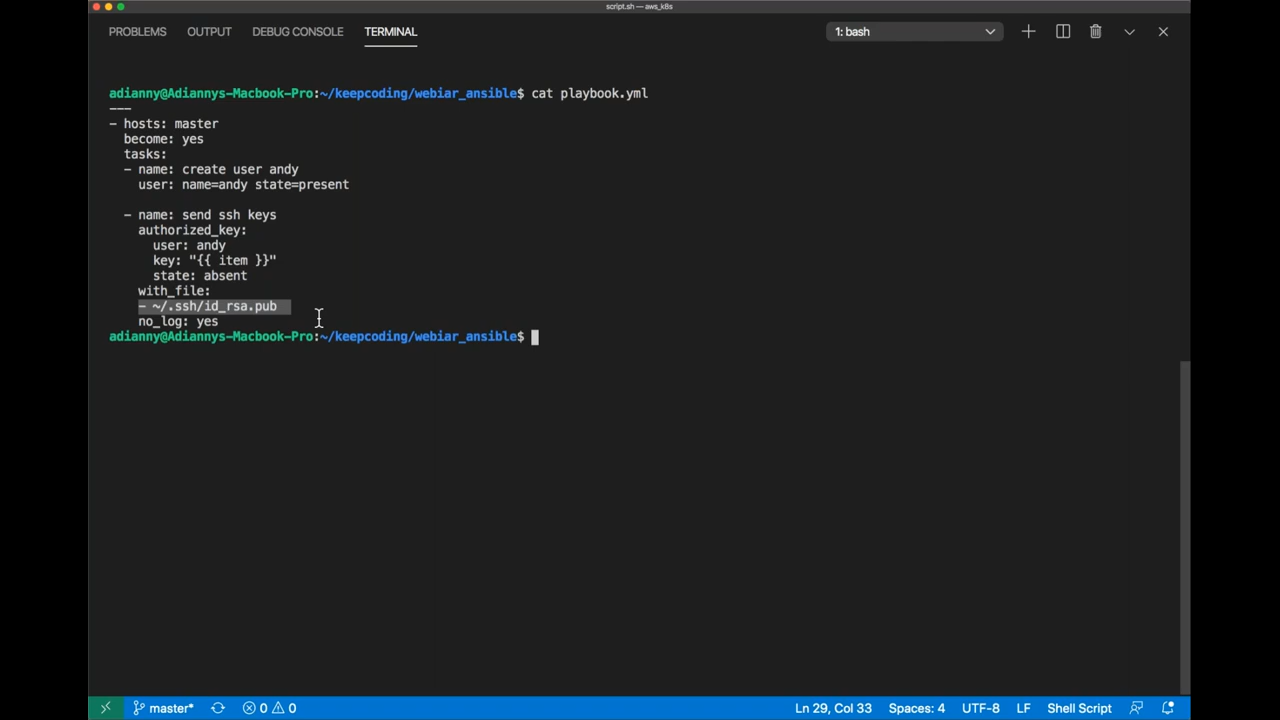 script.sh — aws_k8s
PROBLEMS OUTPUT DEBUG CONSOLE TERMINAL 1: bash
adianny@Adiannys-Macbook-Pro:~/keepcoding/webiar_ansible$ cat playbook.yml
---
- hosts: master
  become: yes
  tasks:
  - name: create user andy
    user: name=andy state=present

  - name: send ssh keys
    authorized_key:
      user: andy
      key: "{{ item }}"
      state: absent
    with_file:
    - ~/.ssh/id_rsa.pub
    no_log: yes
adianny@Adiannys-Macbook-Pro:~/keepcoding/webiar_ansible$
master* 0 0 Ln 29, Col 33 Spaces: 4 UTF-8 LF Shell Script